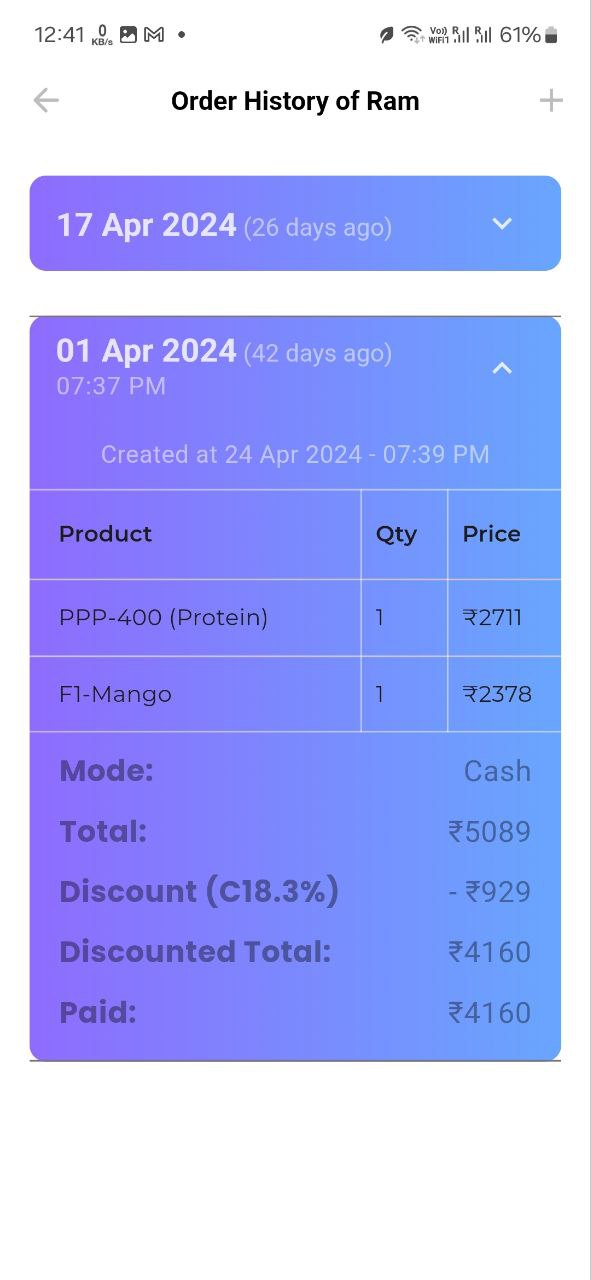 12:41 0 KB/s Vo) WiFi1 R R 61%
Order History of Ram
17 Apr 2024 (26 days ago)
01 Apr 2024 (42 days ago)
07:37 PM
Created at 24 Apr 2024 - 07:39 PM
Product Qty Price
PPP-400 (Protein) 1 ₹2711
F1-Mango 1 ₹2378
Mode: Cash
Total: ₹5089
Discount (C18.3%) - ₹929
Discounted Total: ₹4160
Paid: ₹4160